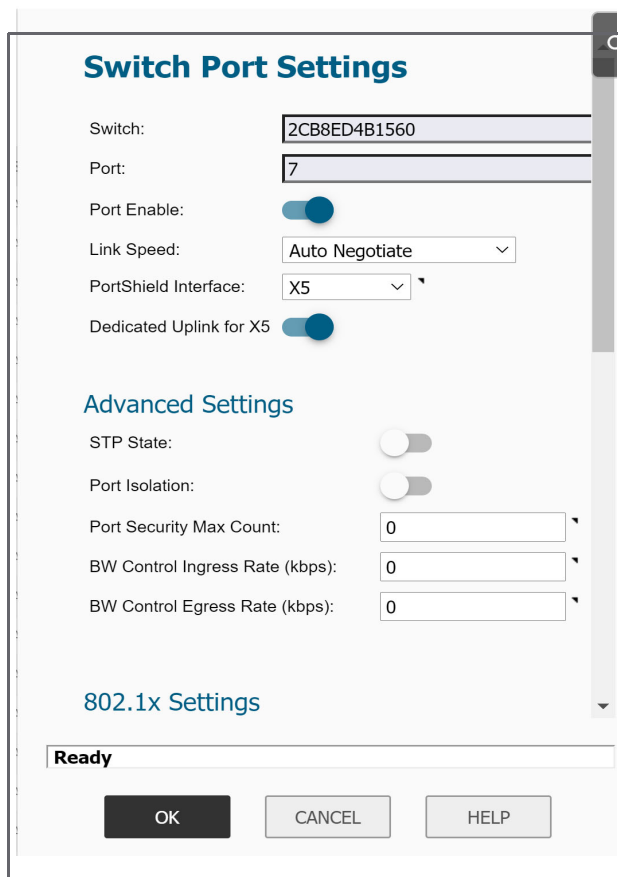 Switch Port Settings
Switch: 2CB8ED4B1560
Port: 7
Port Enable:
Link Speed: Auto Negotiate
PortShield Interface: X5
Dedicated Uplink for X5
Advanced Settings
STP State:
Port Isolation:
Port Security Max Count: 0
BW Control Ingress Rate (kbps): 0
BW Control Egress Rate (kbps): 0
802.1x Settings
Ready
OK CANCEL HELP